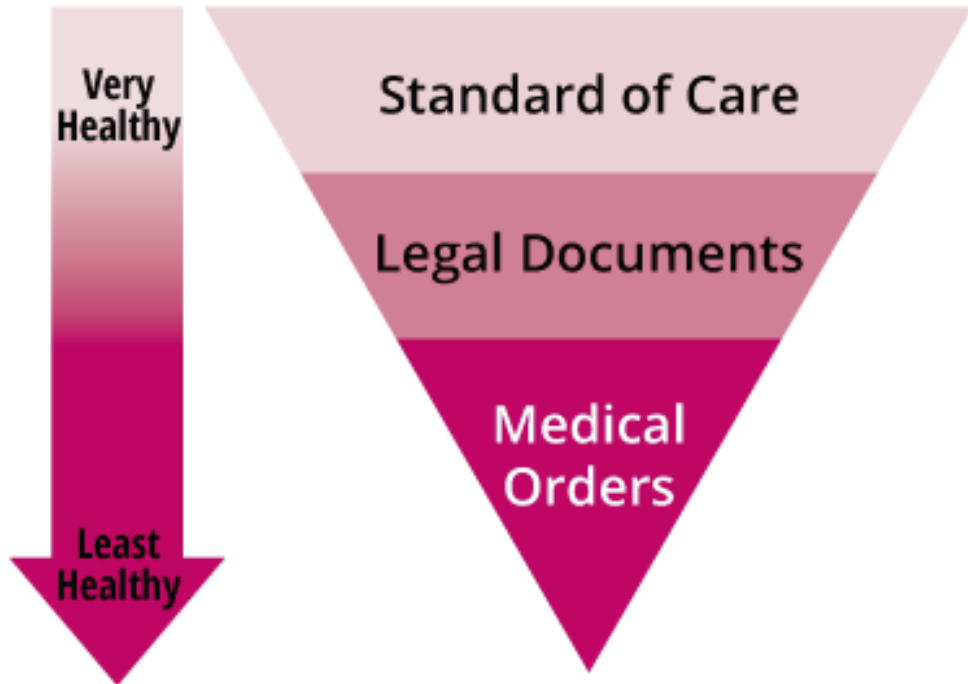 Very
Healthy
Standard of Care
Legal Documents
Medical
Orders
Least
Healthy